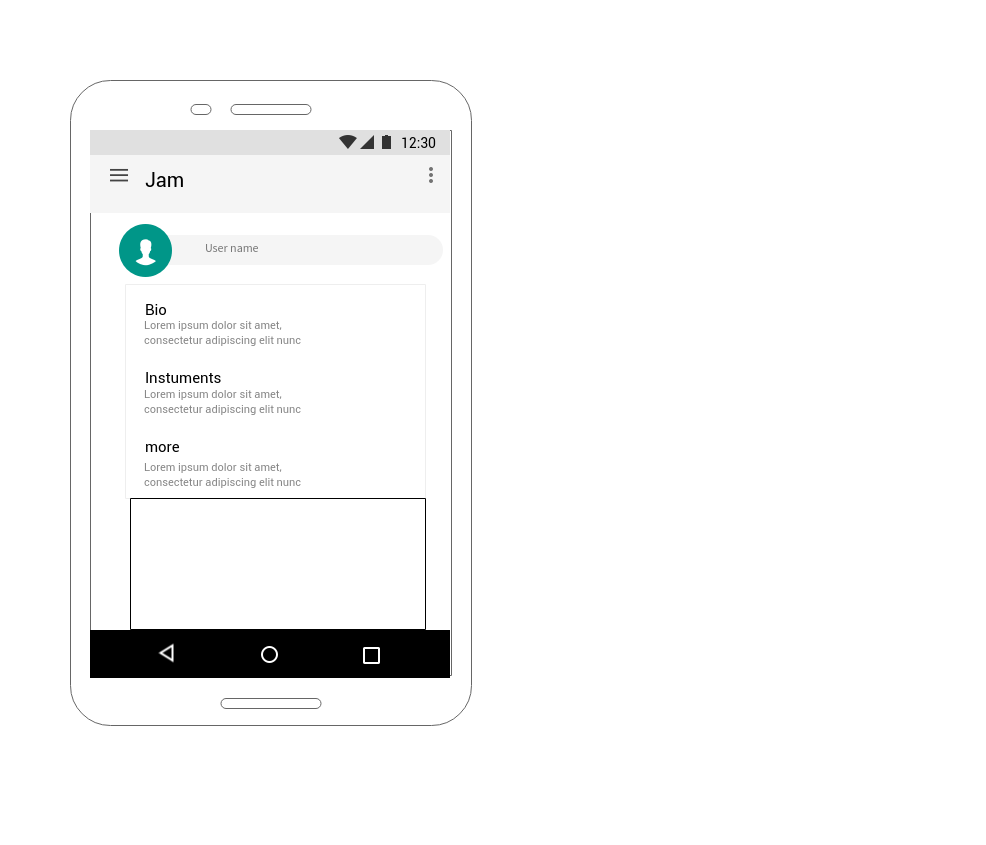 12:30
Jam
User name
Bio
Lorem ipsum dolor sit amet,
consectetur adipiscing elit nunc
Instuments
Lorem ipsum dolor sit amet,
consectetur adipiscing elit nunc
more
Lorem ipsum dolor sit amet,
consectetur adipiscing elit nunc